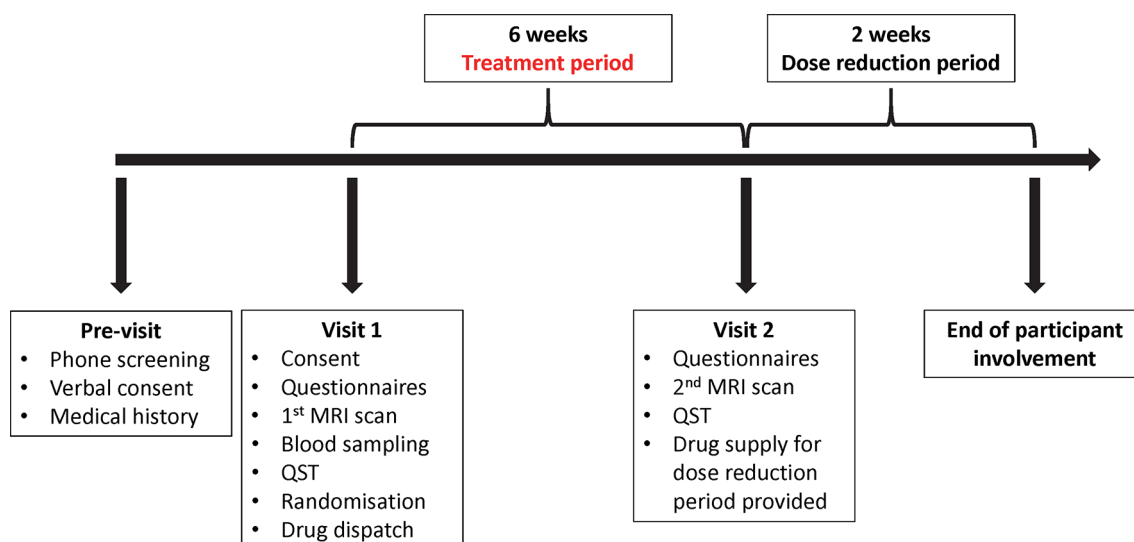 6 weeks
Treatment period
2 weeks
Dose reduction period
Pre-visit
• Phone screening
• Verbal consent
• Medical history
Visit 1
• Consent
• Questionnaires
• 1st MRI scan
• Blood sampling
• QST
• Randomisation
• Drug dispatch
Visit 2
• Questionnaires
• 2nd MRI scan
• QST
• Drug supply for
dose reduction
period provided
End of participant
involvement